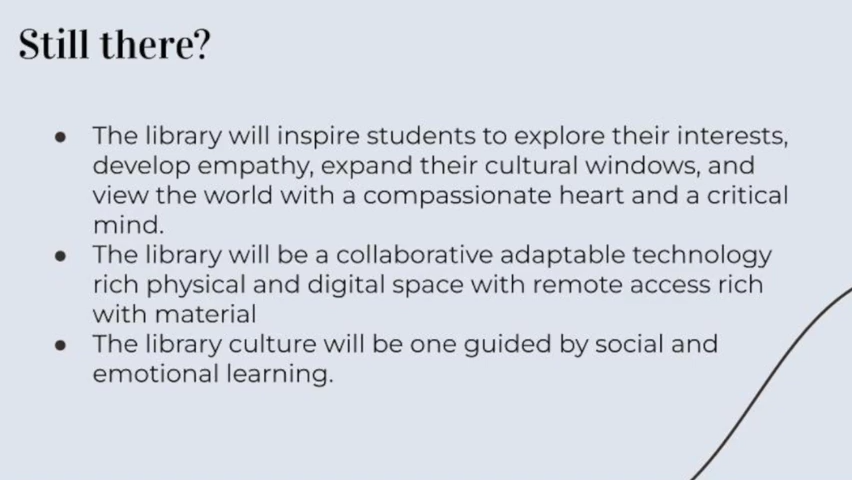 Still there?
● The library will inspire students to explore their interests,
develop empathy, expand their cultural windows, and
view the world with a compassionate heart and a critical
mind.
● The library will be a collaborative adaptable technology
rich physical and digital space with remote access rich
with material
● The library culture will be one guided by social and
emotional learning.